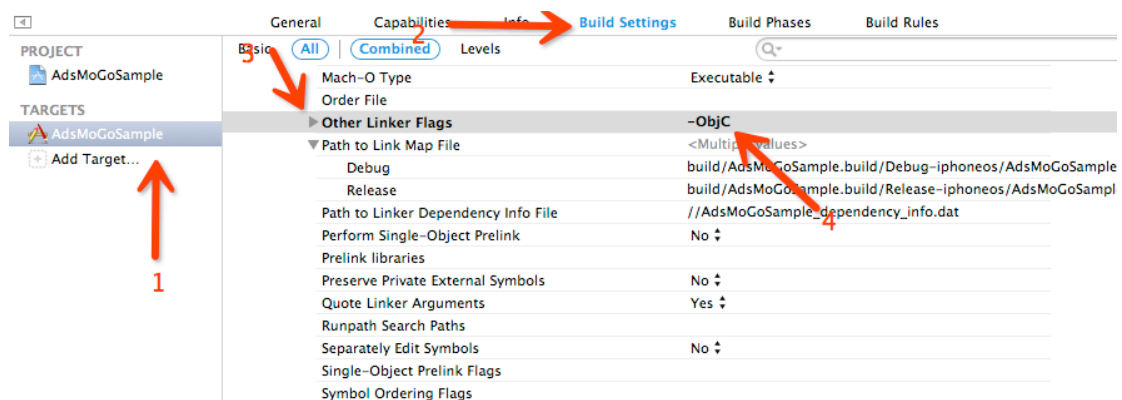 General Capabilities Info Build Settings Build Phases Build Rules
PROJECT
AdsMoGoSample
TARGETS
AdsMoGoSample
Add Target...
1
2
3
Basic All Combined Levels
Mach-O Type Executable
Order File
Other Linker Flags -ObjC
Path to Link Map File <Multiple values>
Debug build/AdsMoGoSample.build/Debug-iphoneos/AdsMoGoSample
Release build/AdsMoGoSample.build/Release-iphoneos/AdsMoGoSampl
Path to Linker Dependency Info File //AdsMoGoSample_dependency_info.dat
4
Perform Single-Object Prelink No
Prelink libraries
Preserve Private External Symbols No
Quote Linker Arguments Yes
Runpath Search Paths
Separately Edit Symbols No
Single-Object Prelink Flags
Symbol Ordering Flags